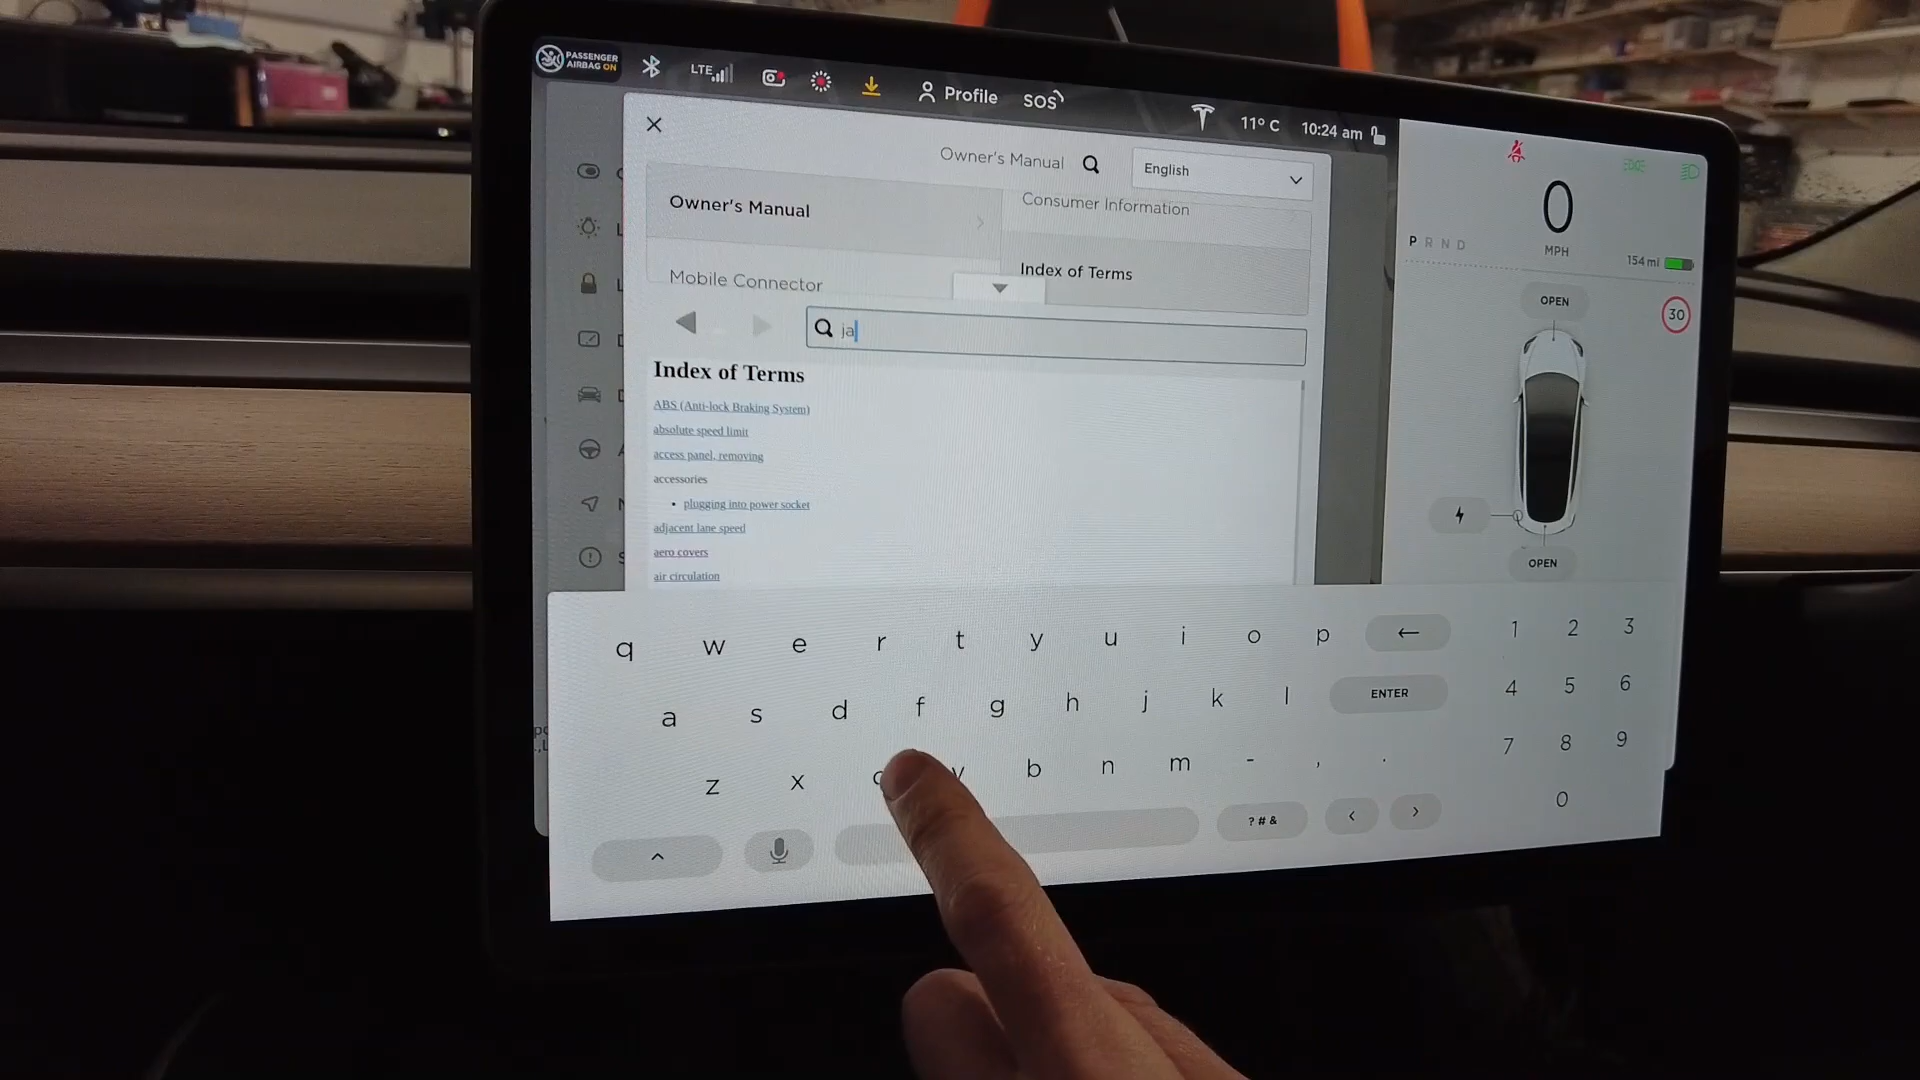 PASSENGER
AIRBAG ON
LTE
Profile
SOS
11° C
10:24 am
Owner's Manual
English
Owner's Manual
Consumer Information
Mobile Connector
Index of Terms
ja
Index of Terms
ABS (Anti-lock Braking System)
absolute speed limit
access panel, removing
accessories
• plugging into power socket
adjacent lane speed
aero covers
air circulation
P R N D
0
MPH
154 mi
OPEN
30
OPEN
q w e r t y u i o p ← 1 2 3
a s d f g h j k l ENTER 4 5 6
z x c v b n m - , . 7 8 9
?#& < > 0